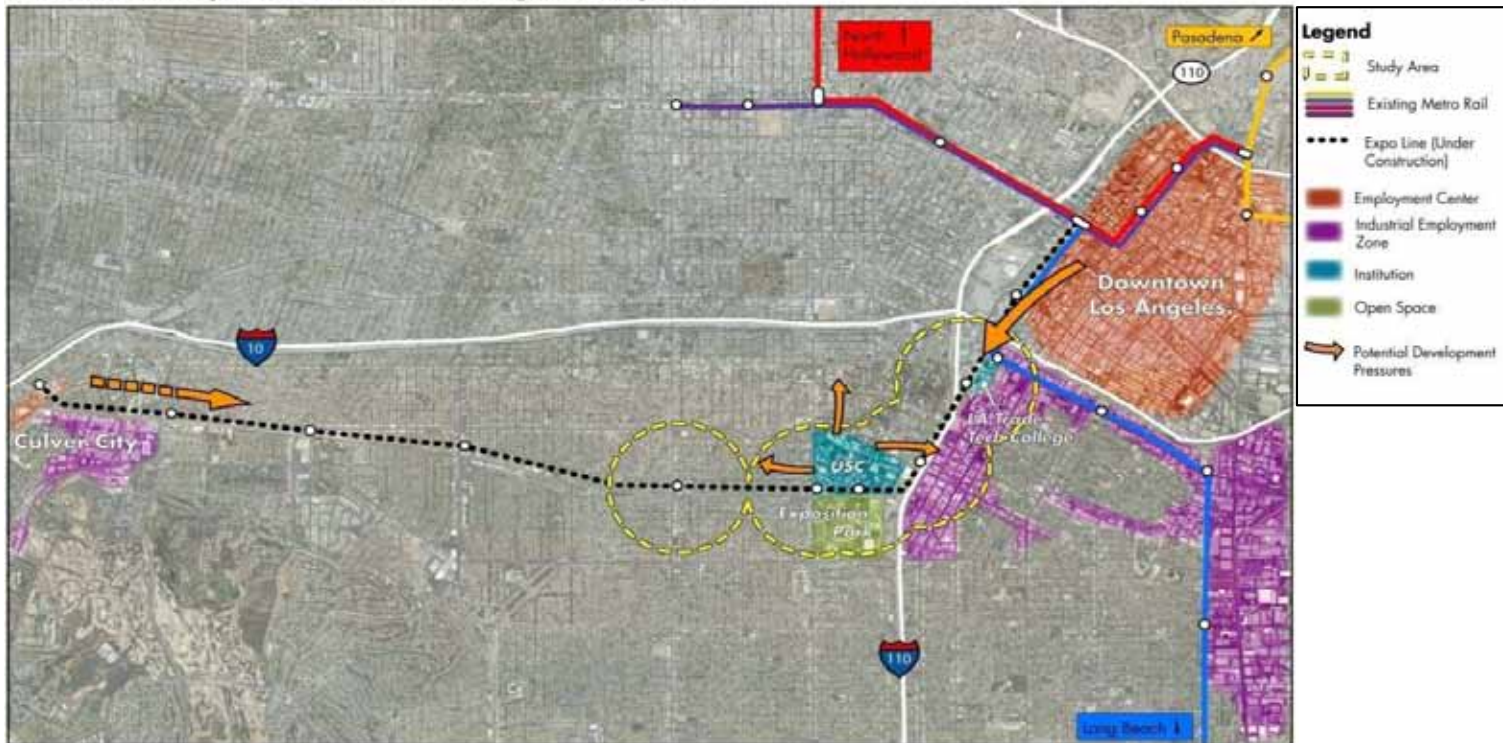 North ↑
Hollywood
Pasadena ↗
110
10
Downtown
Los Angeles
Culver City
LA Trade
Tech College
USC
Exposition
Park
110
Long Beach ↓
Legend
Study Area
Existing Metro Rail
Expo Line (Under
Construction)
Employment Center
Industrial Employment
Zone
Institution
Open Space
Potential Development
Pressures